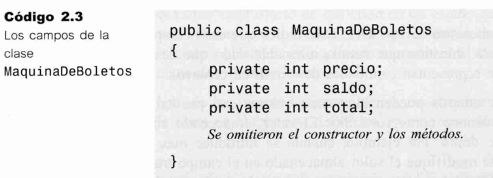 Código 2.3
Los campos de la
clase
MaquinaDeBoletos
public class MaquinaDeBoletos
{
private int precio;
private int saldo;
private int total;
Se omitieron el constructor y los métodos.
}